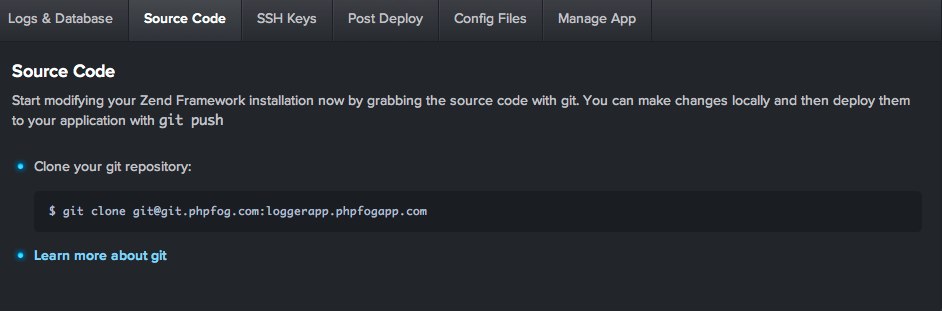 Logs & Database Source Code SSH Keys Post Deploy Config Files Manage App
Source Code
Start modifying your Zend Framework installation now by grabbing the source code with git. You can make changes locally and then deploy them
to your application with git push
Clone your git repository:
$ git clone git@git.phpfog.com:loggerapp.phpfogapp.com
Learn more about git